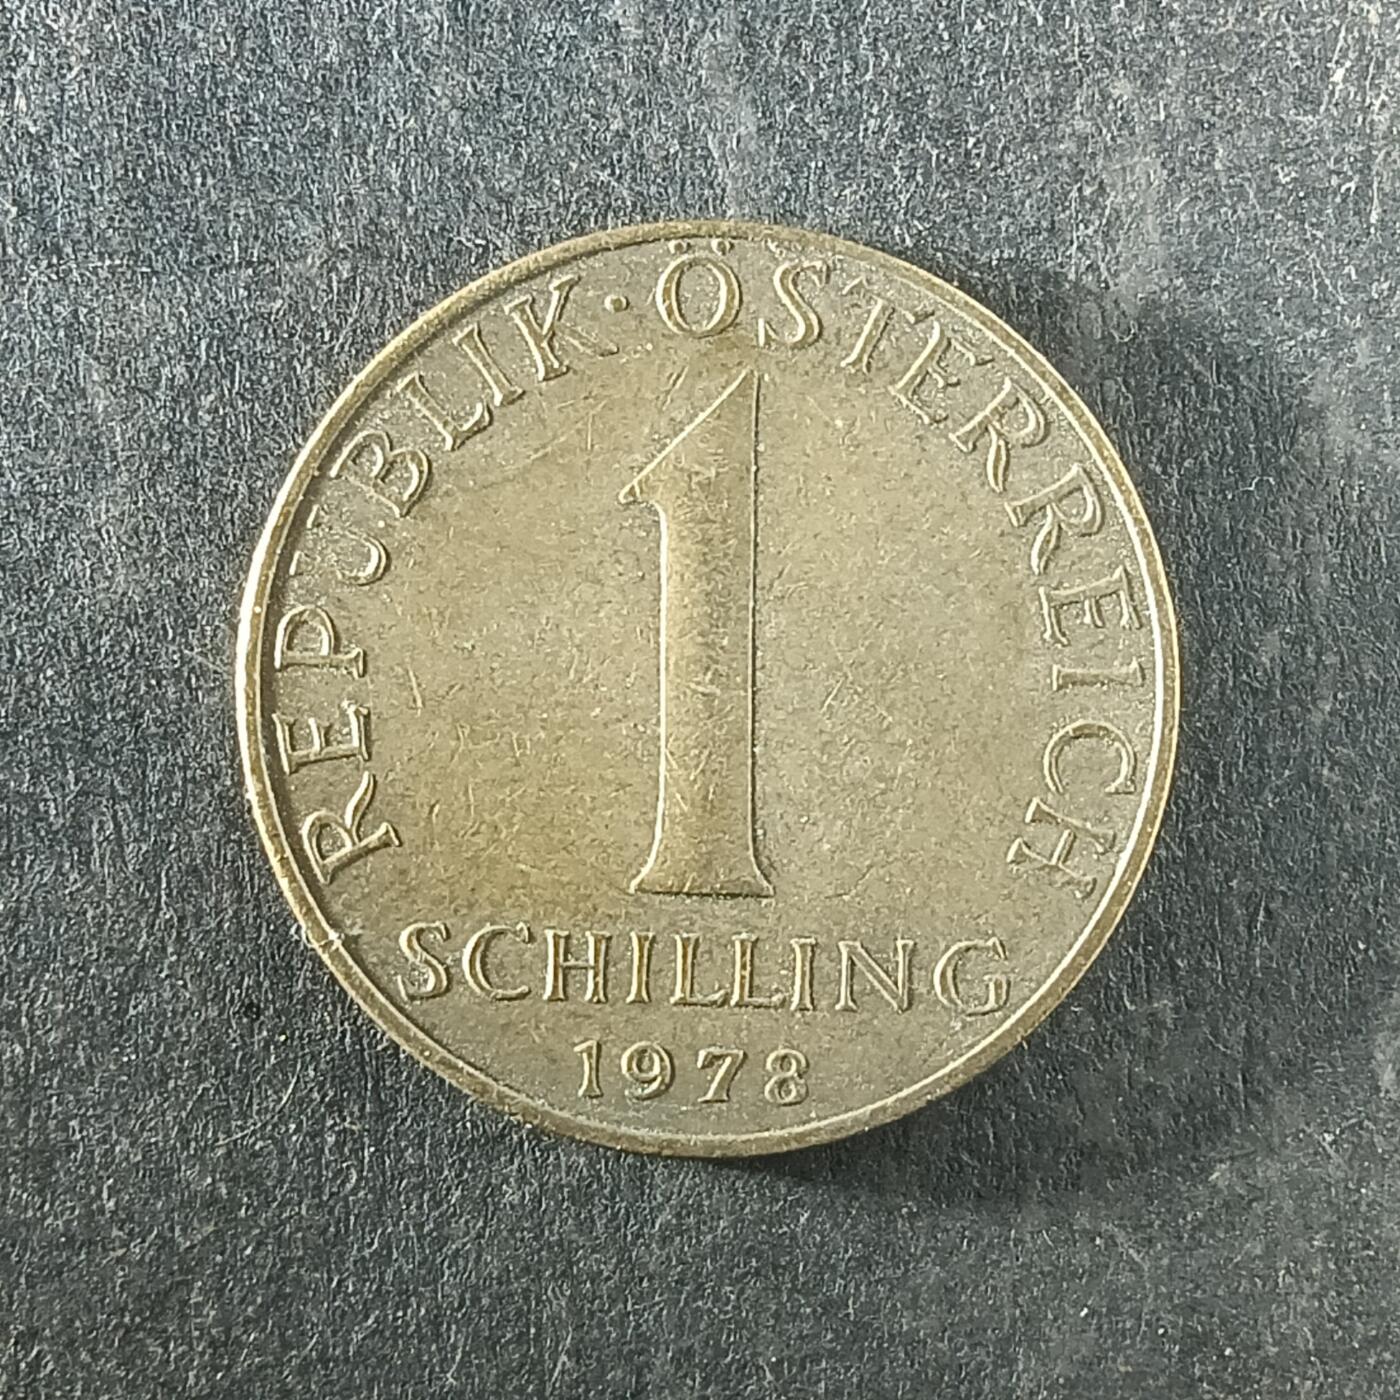 REPUBLIK · ÖSTERREICH
1
SCHILLING
1978